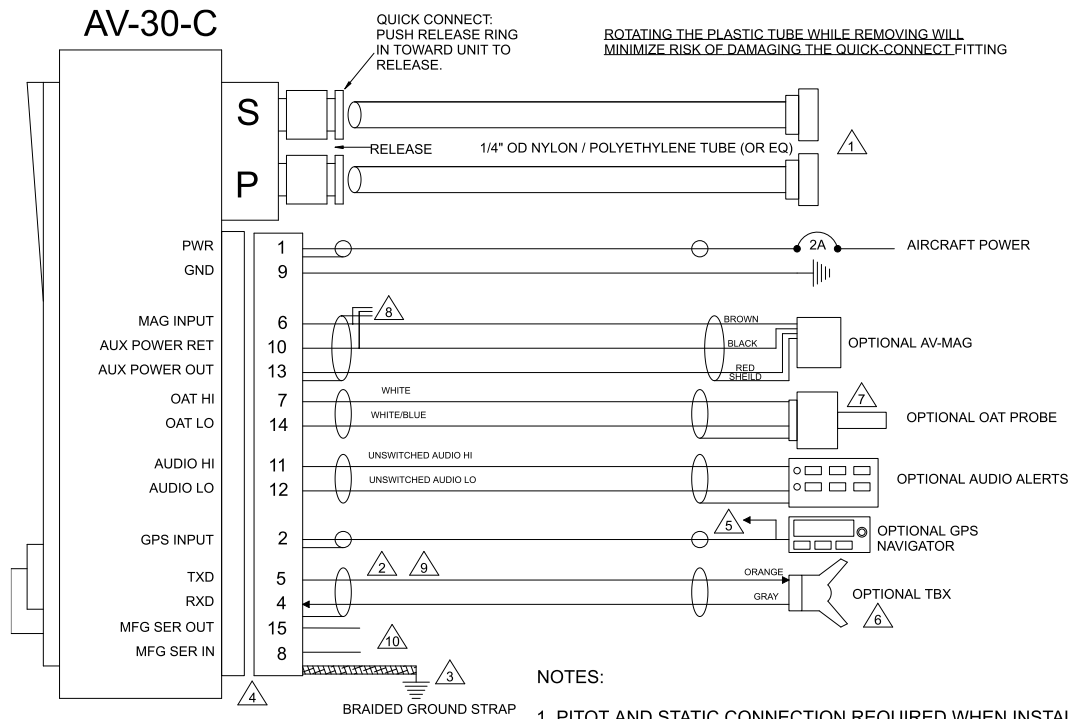 AV-30-C
QUICK CONNECT:
PUSH RELEASE RING
IN TOWARD UNIT TO
RELEASE.
ROTATING THE PLASTIC TUBE WHILE REMOVING WILL
MINIMIZE RISK OF DAMAGING THE QUICK-CONNECT FITTING
S
RELEASE
1/4" OD NYLON / POLYETHYLENE TUBE (OR EQ)
1
P
PWR 1 2A AIRCRAFT POWER
GND 9
8
MAG INPUT 6 BROWN
AUX POWER RET 10 BLACK OPTIONAL AV-MAG
AUX POWER OUT 13 RED
SHEILD
OAT HI 7 WHITE 7
OAT LO 14 WHITE/BLUE OPTIONAL OAT PROBE
AUDIO HI 11 UNSWITCHED AUDIO HI
AUDIO LO 12 UNSWITCHED AUDIO LO OPTIONAL AUDIO ALERTS
GPS INPUT 2 5 OPTIONAL GPS
NAVIGATOR
2 9
TXD 5 ORANGE
RXD 4 GRAY OPTIONAL TBX
6
MFG SER OUT 15
10
MFG SER IN 8
3
4
BRAIDED GROUND STRAP
NOTES:
1. PITOT AND STATIC CONNECTION REQUIRED WHEN INSTAL